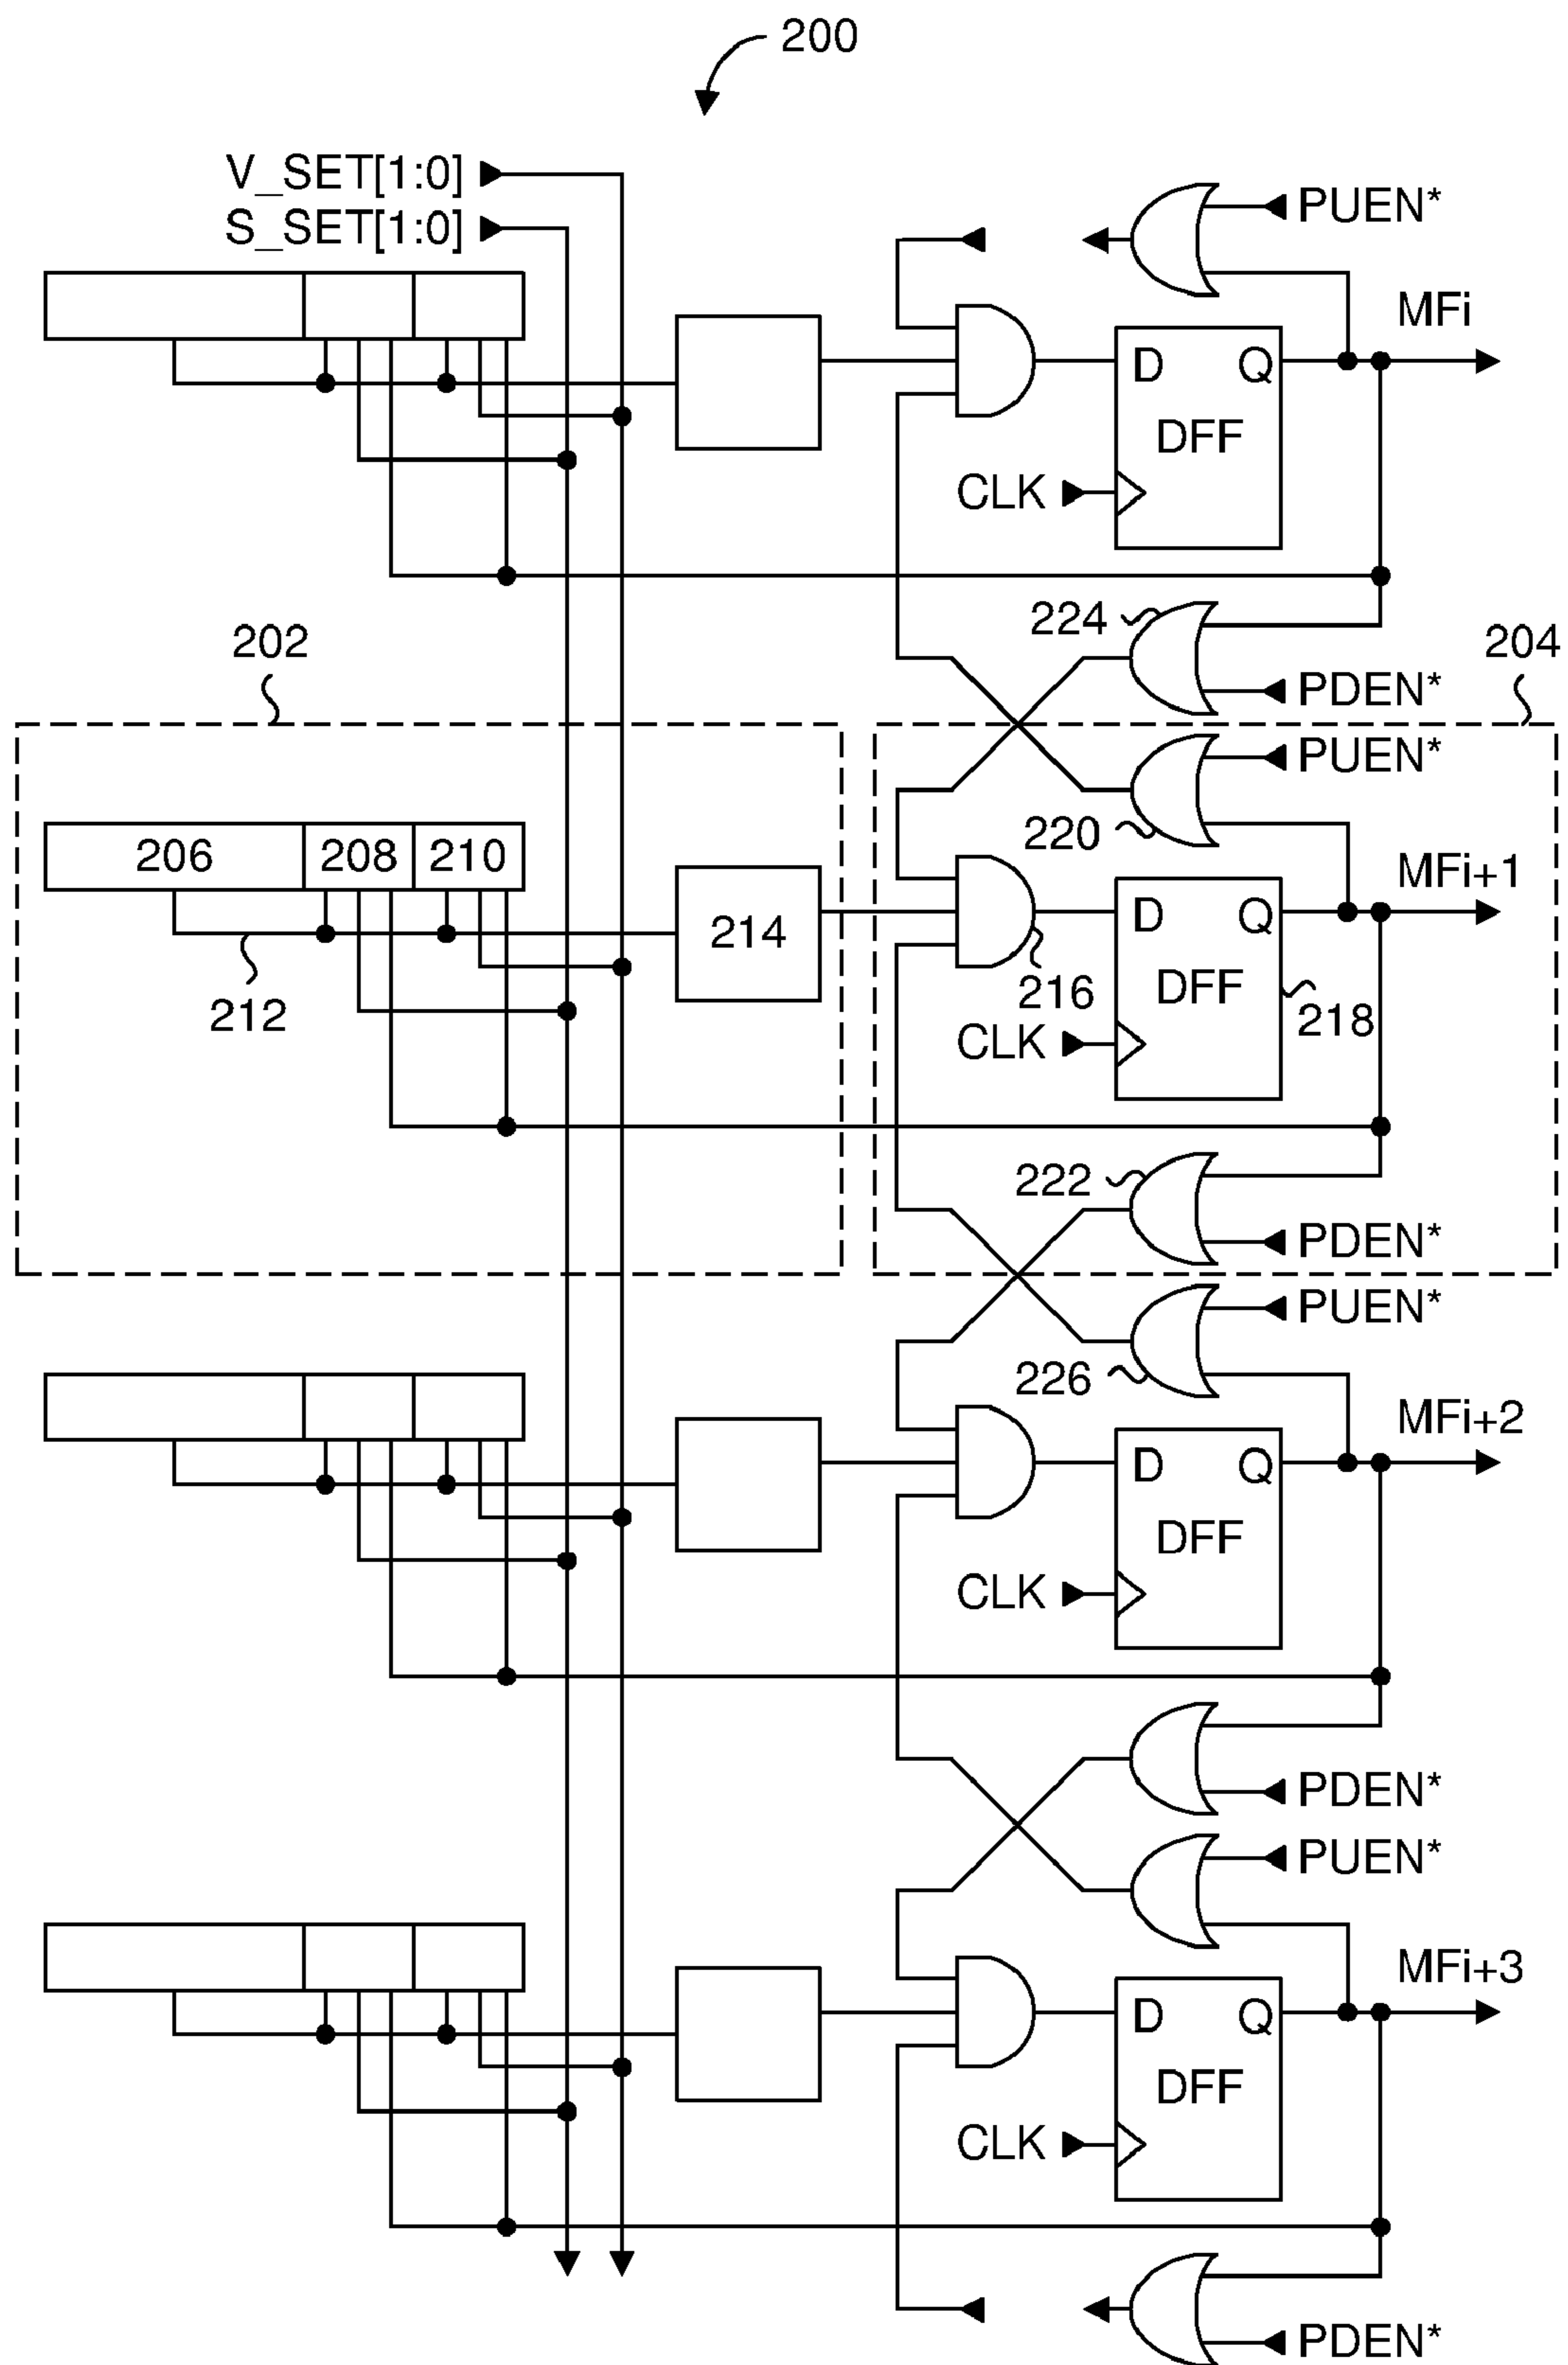 200
V_SET[1:0]
S_SET[1:0]
PUEN*
MFi
D Q
DFF
CLK
224
202
204
PDEN*
PUEN*
220
206 208 210
MFi+1
D Q
214
212
216
DFF
218
CLK
222
PDEN*
PUEN*
226
MFi+2
D Q
DFF
CLK
PDEN*
PUEN*
MFi+3
D Q
DFF
CLK
PDEN*